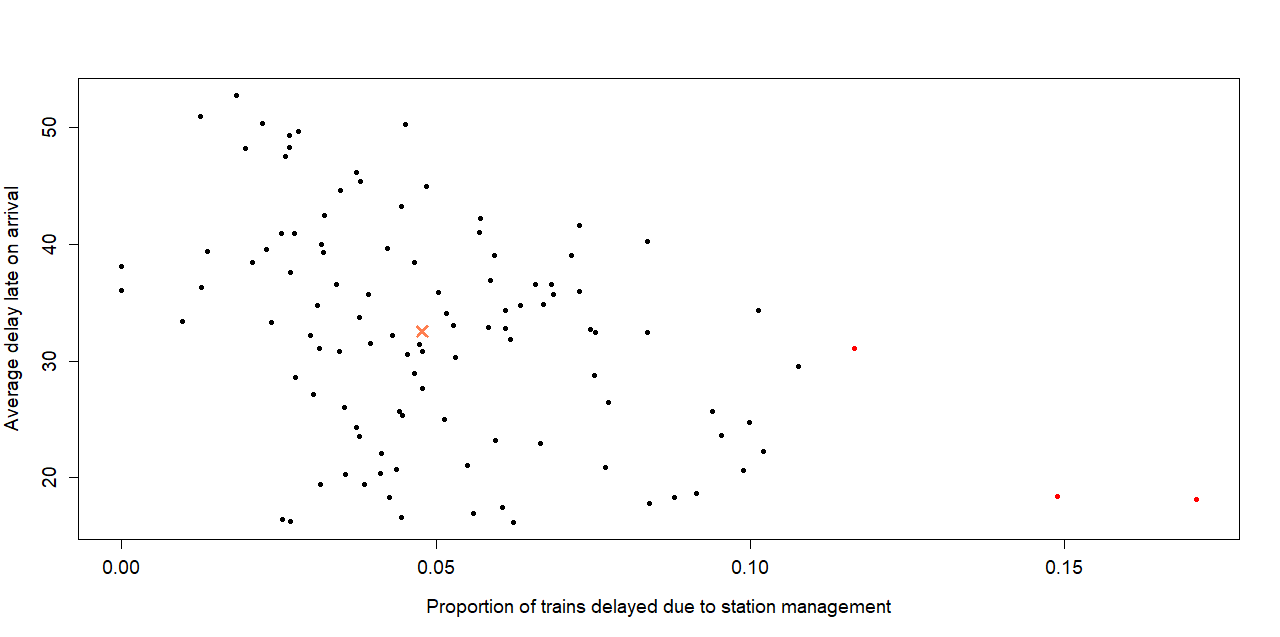 50
40
30
20
Average delay late on arrival
0.00 0.05 0.10 0.15
Proportion of trains delayed due to station management